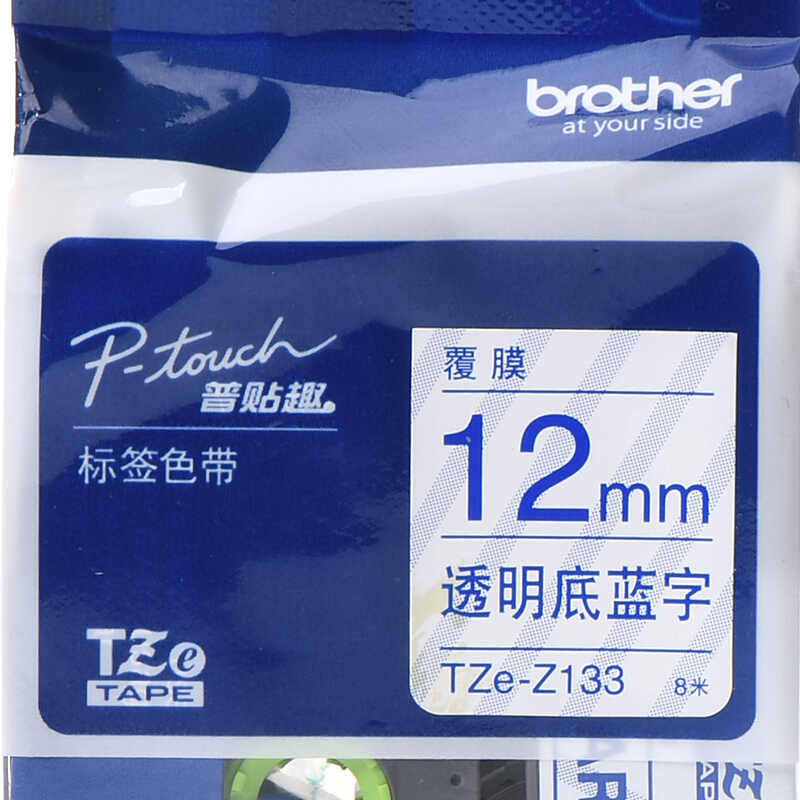 brother
at your side
P-touch
普贴趣
标签色带
覆膜
12mm
透明底蓝字
TZe-Z133
8米
TZe
TAPE